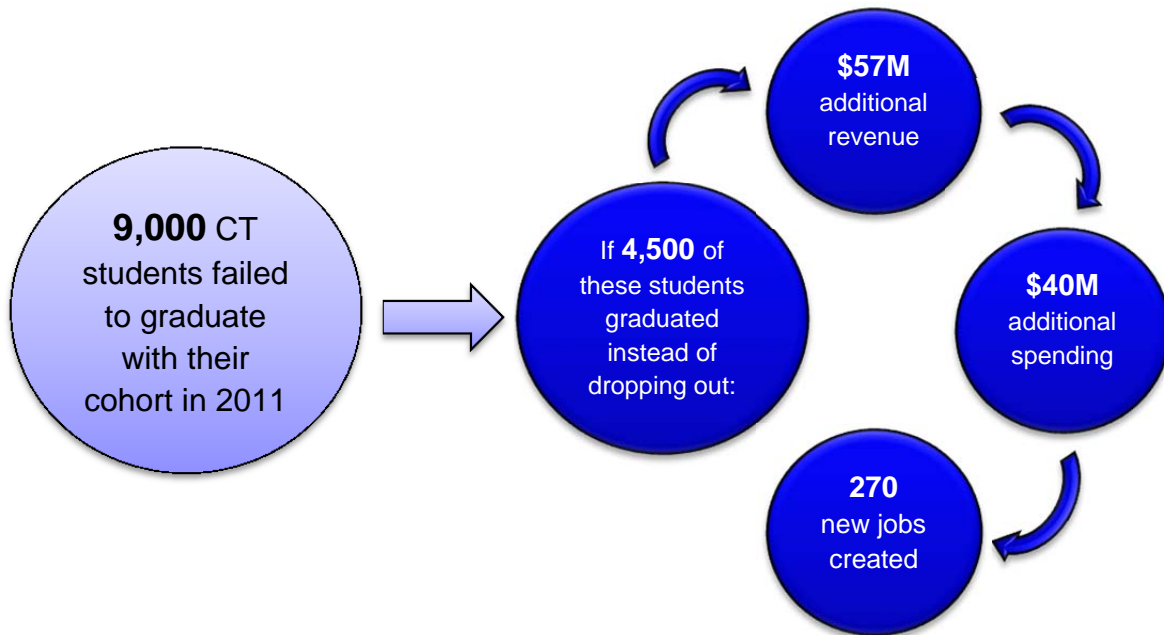 9,000 CT
students failed
to graduate
with their
cohort in 2011
If 4,500 of
these students
graduated
instead of
dropping out:
$57M
additional
revenue
$40M
additional
spending
270
new jobs
created